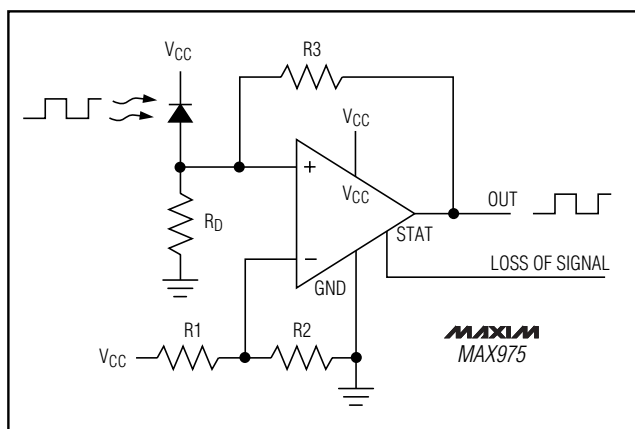 R3
VCC
VCC
+
VCC
RD
OUT
STAT
−
LOSS OF SIGNAL
GND
R1
R2
MAXIM
VCC
MAX975